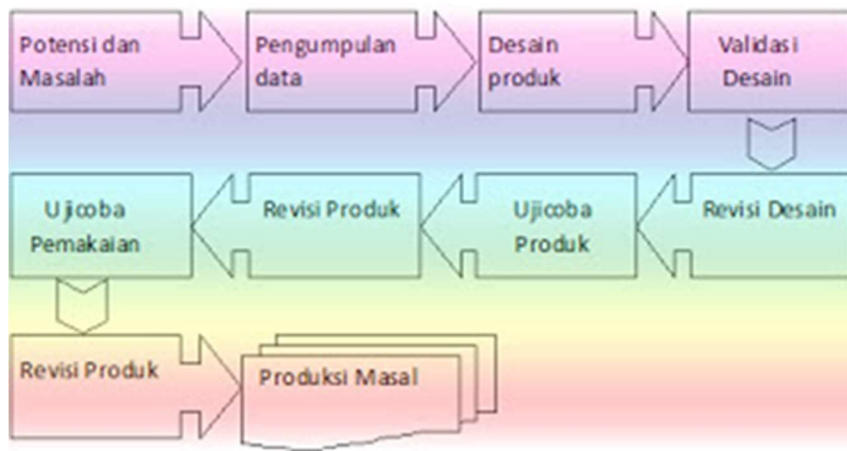 Potensi dan
Masalah
Pengumpulan
data
Desain
produk
Validasi
Desain
Revisi Desain
Ujicoba
Produk
Revisi Produk
Ujicoba
Pemakaian
Revisi Produk
Produksi Masal